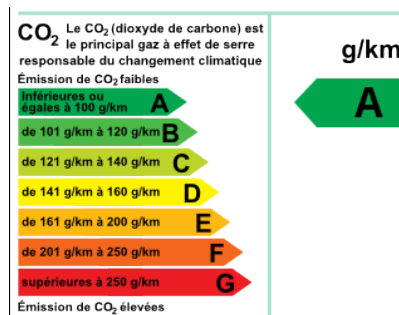 CO2 Le CO2 (dioxyde de carbone) est
le principal gaz à effet de serre
responsable du changement climatique
Émission de CO2 faibles
Inférieures ou
égales à 100 g/km A
de 101 g/km à 120 g/km B
de 121 g/km à 140 g/km C
de 141 g/km à 160 g/km D
de 161 g/km à 200 g/km E
de 201 g/km à 250 g/km F
supérieures à 250 g/km G
Émission de CO2 élevées
g/km
A